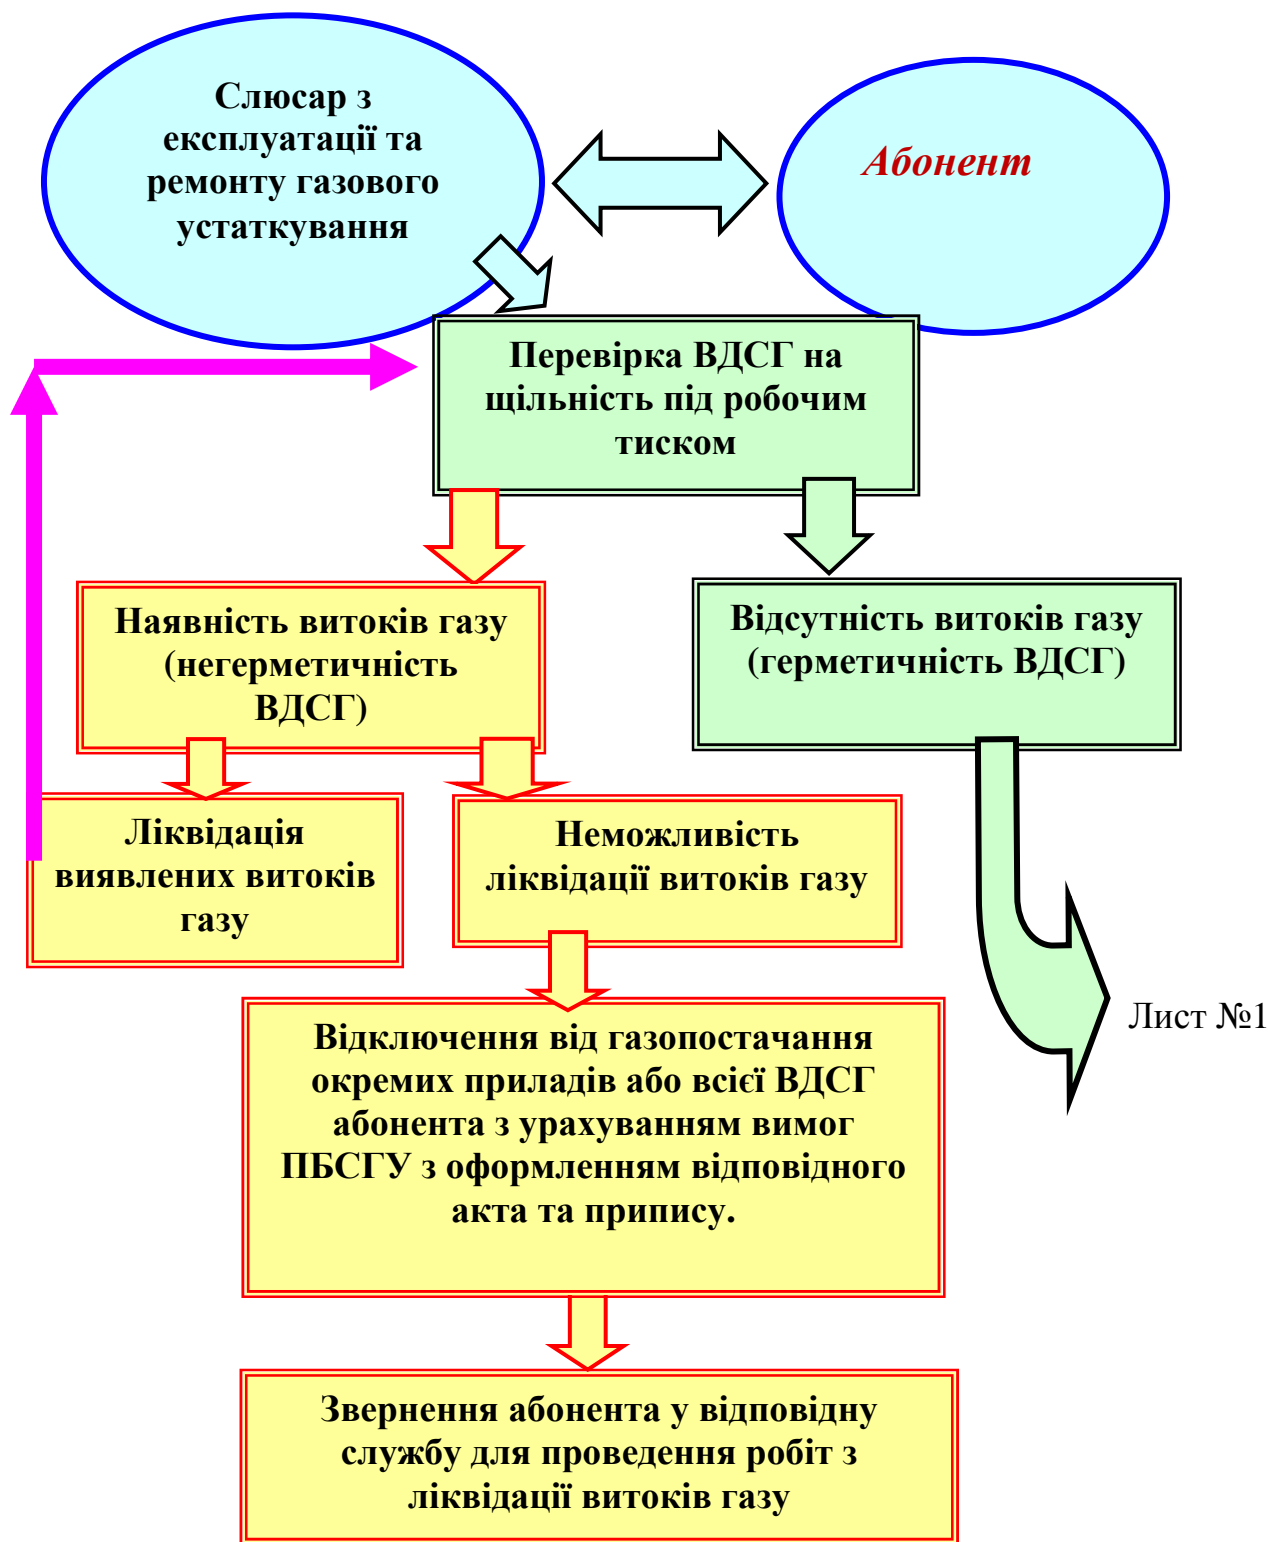 Слюсар з
експлуатації та
ремонту газового
устаткування
Абонент
Перевірка ВДСГ на
щільність під робочим
тиском
Наявність витоків газу
(негерметичність
ВДСГ)
Відсутність витоків газу
(герметичність ВДСГ)
Ліквідація
виявлених витоків
газу
Неможливість
ліквідації витоків газу
Лист №1
Відключення від газопостачання
окремих приладів або всієї ВДСГ
абонента з урахуванням вимог
ПБСГУ з оформленням відповідного
акта та припису.
Звернення абонента у відповідну
службу для проведення робіт з
ліквідації витоків газу